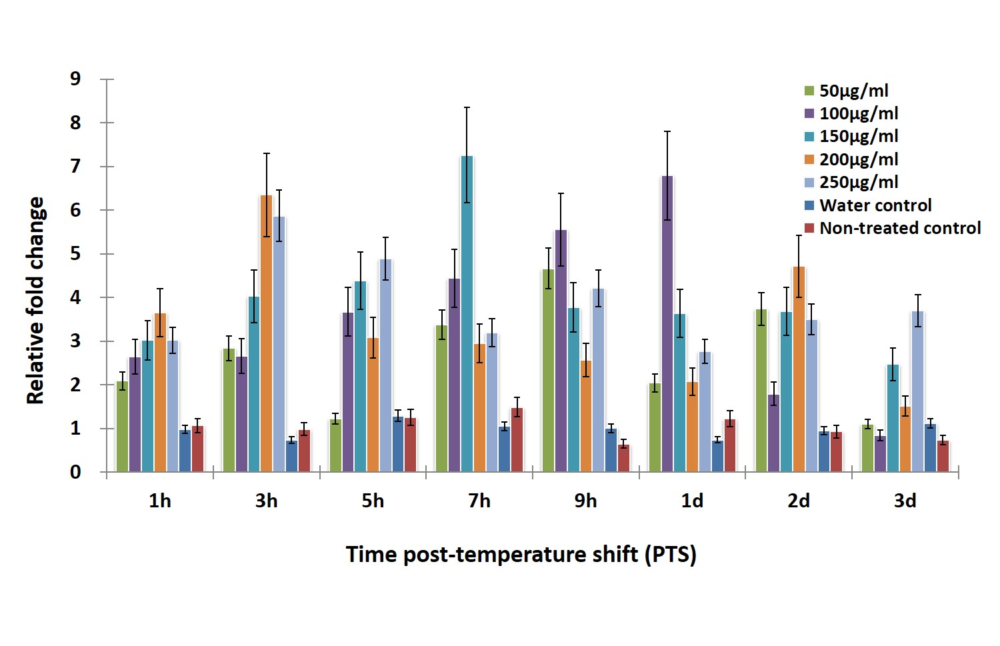 9
8
7
6
5
4
3
2
1
0
Relative fold change
50µg/ml
100µg/ml
150µg/ml
200µg/ml
250µg/ml
Water control
Non-treated control
1h 3h 5h 7h 9h 1d 2d 3d
Time post-temperature shift (PTS)